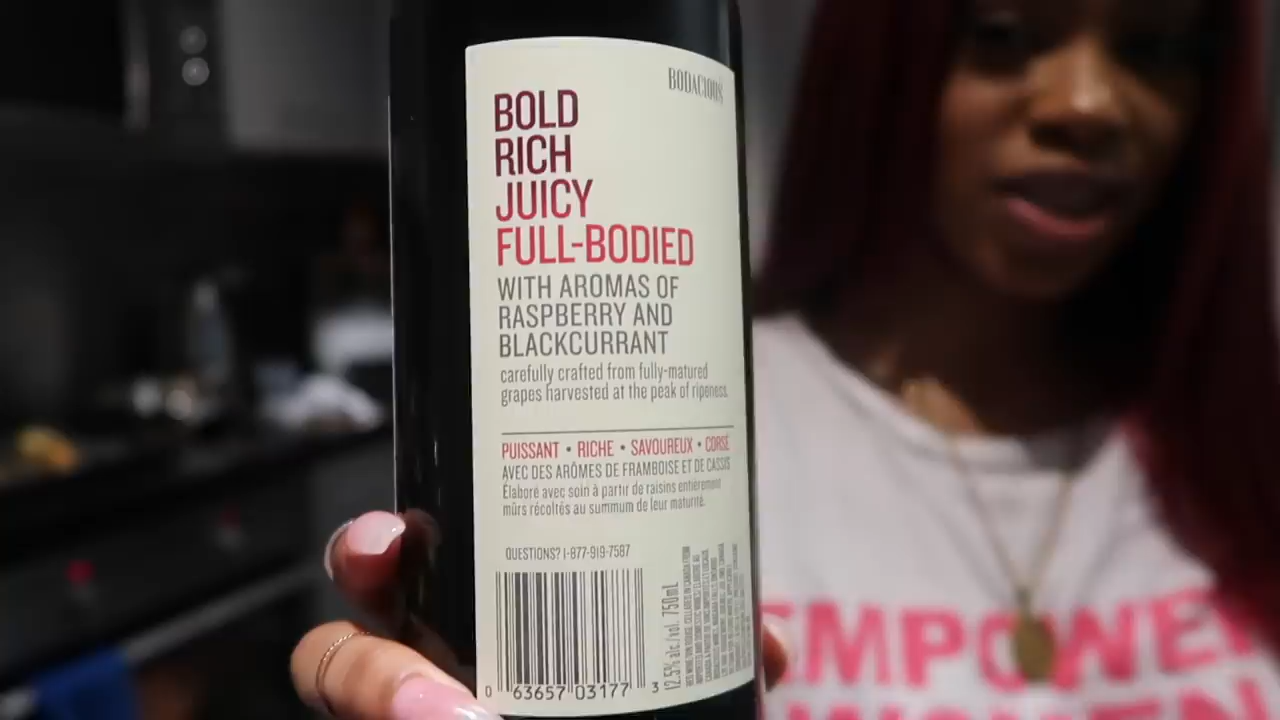 BODACIOUS
BOLD
RICH
JUICY
FULL-BODIED
WITH AROMAS OF
RASPBERRY AND
BLACKCURRANT
carefully crafted from fully-matured
grapes harvested at the peak of ripeness.
PUISSANT • RICHE • SAVOUREUX • CORSÉ
AVEC DES ARÔMES DE FRAMBOISE ET DE CASSIS
Élaboré avec soin à partir de raisins entièrement
mûrs récoltés au summum de leur maturité.
QUESTIONS? 1-877-919-7587
0 63657 03177 3
12.5% alc./vol. 750mL
EMPOWER
WOMEN